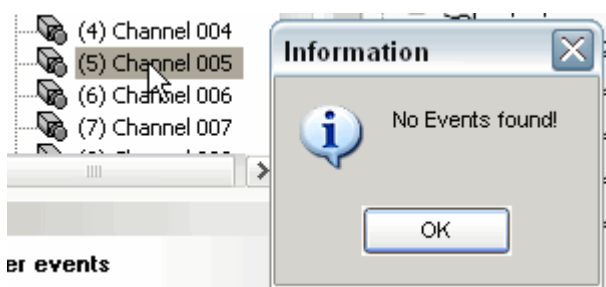 (4) Channel 004
(5) Channel 005
(6) Channel 006
(7) Channel 007
er events
Information
No Events found!
OK